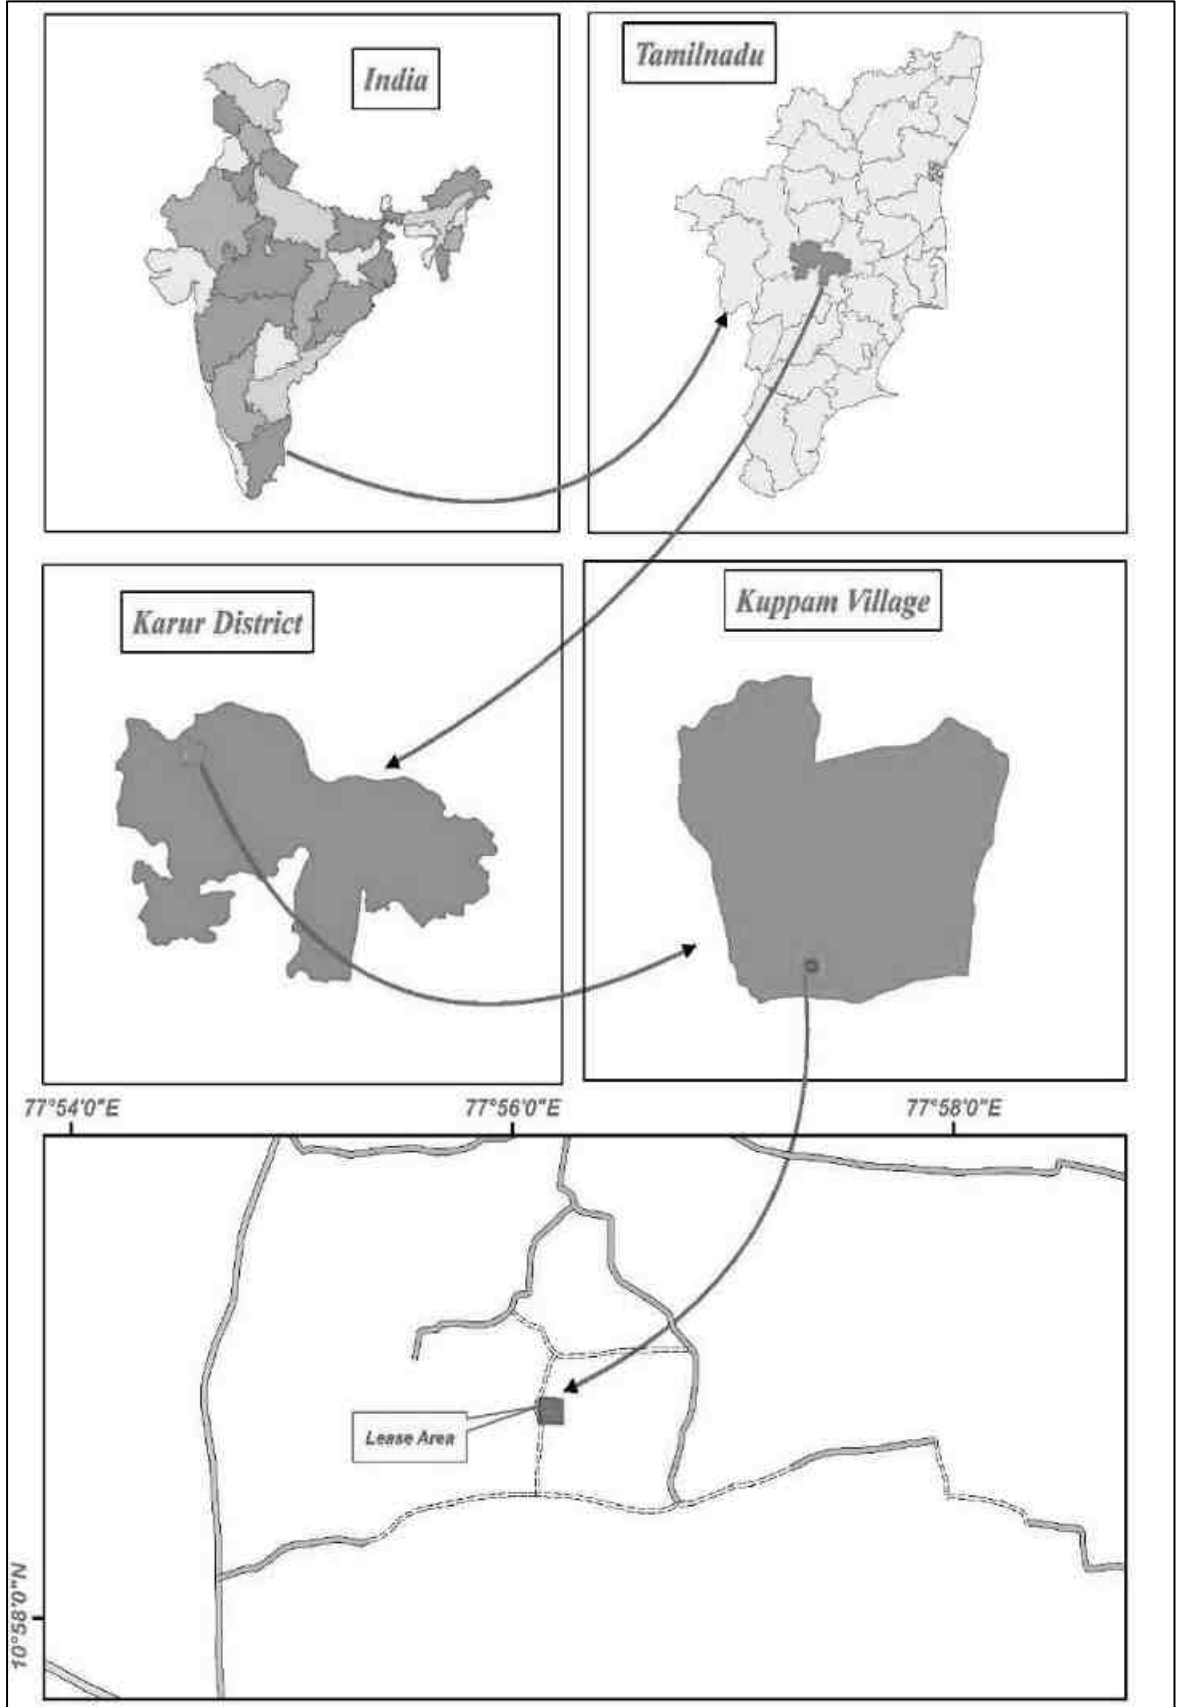 India
Tamilnadu
Karur District
Kuppam Village
77°54'0"E
77°56'0"E
77°58'0"E
Lease Area
10°58'0"N